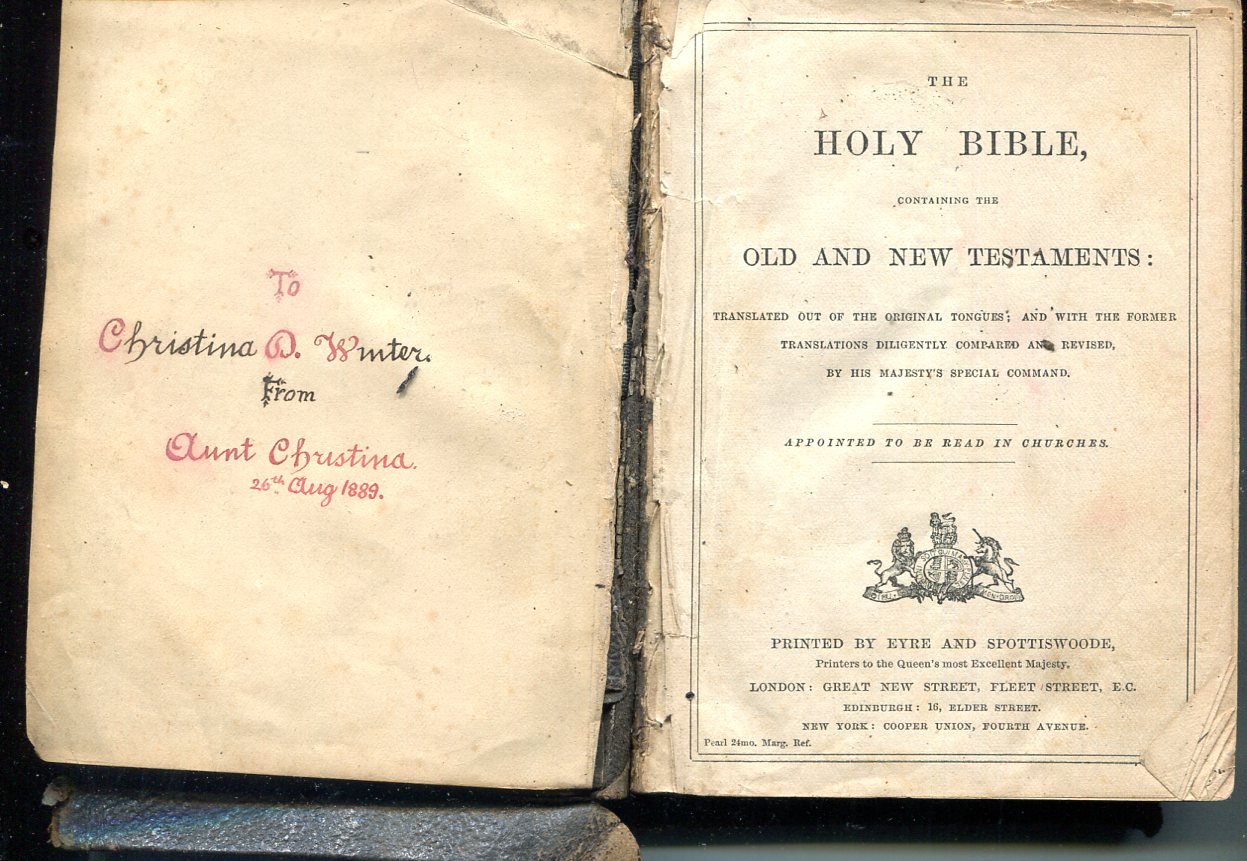 To
Christina D. Winter.
From
Aunt Christina.
26th Aug 1889.
THE
HOLY BIBLE,
CONTAINING THE
OLD AND NEW TESTAMENTS:
TRANSLATED OUT OF THE ORIGINAL TONGUES; AND WITH THE FORMER
TRANSLATIONS DILIGENTLY COMPARED AND REVISED,
BY HIS MAJESTY'S SPECIAL COMMAND.
APPOINTED TO BE READ IN CHURCHES.
PRINTED BY EYRE AND SPOTTISWOODE,
Printers to the Queen's most Excellent Majesty.
LONDON: GREAT NEW STREET, FLEET STREET, E.C.
EDINBURGH: 16, ELDER STREET.
NEW YORK: COOPER UNION, FOURTH AVENUE.
Pearl 24mo. Marg. Ref.